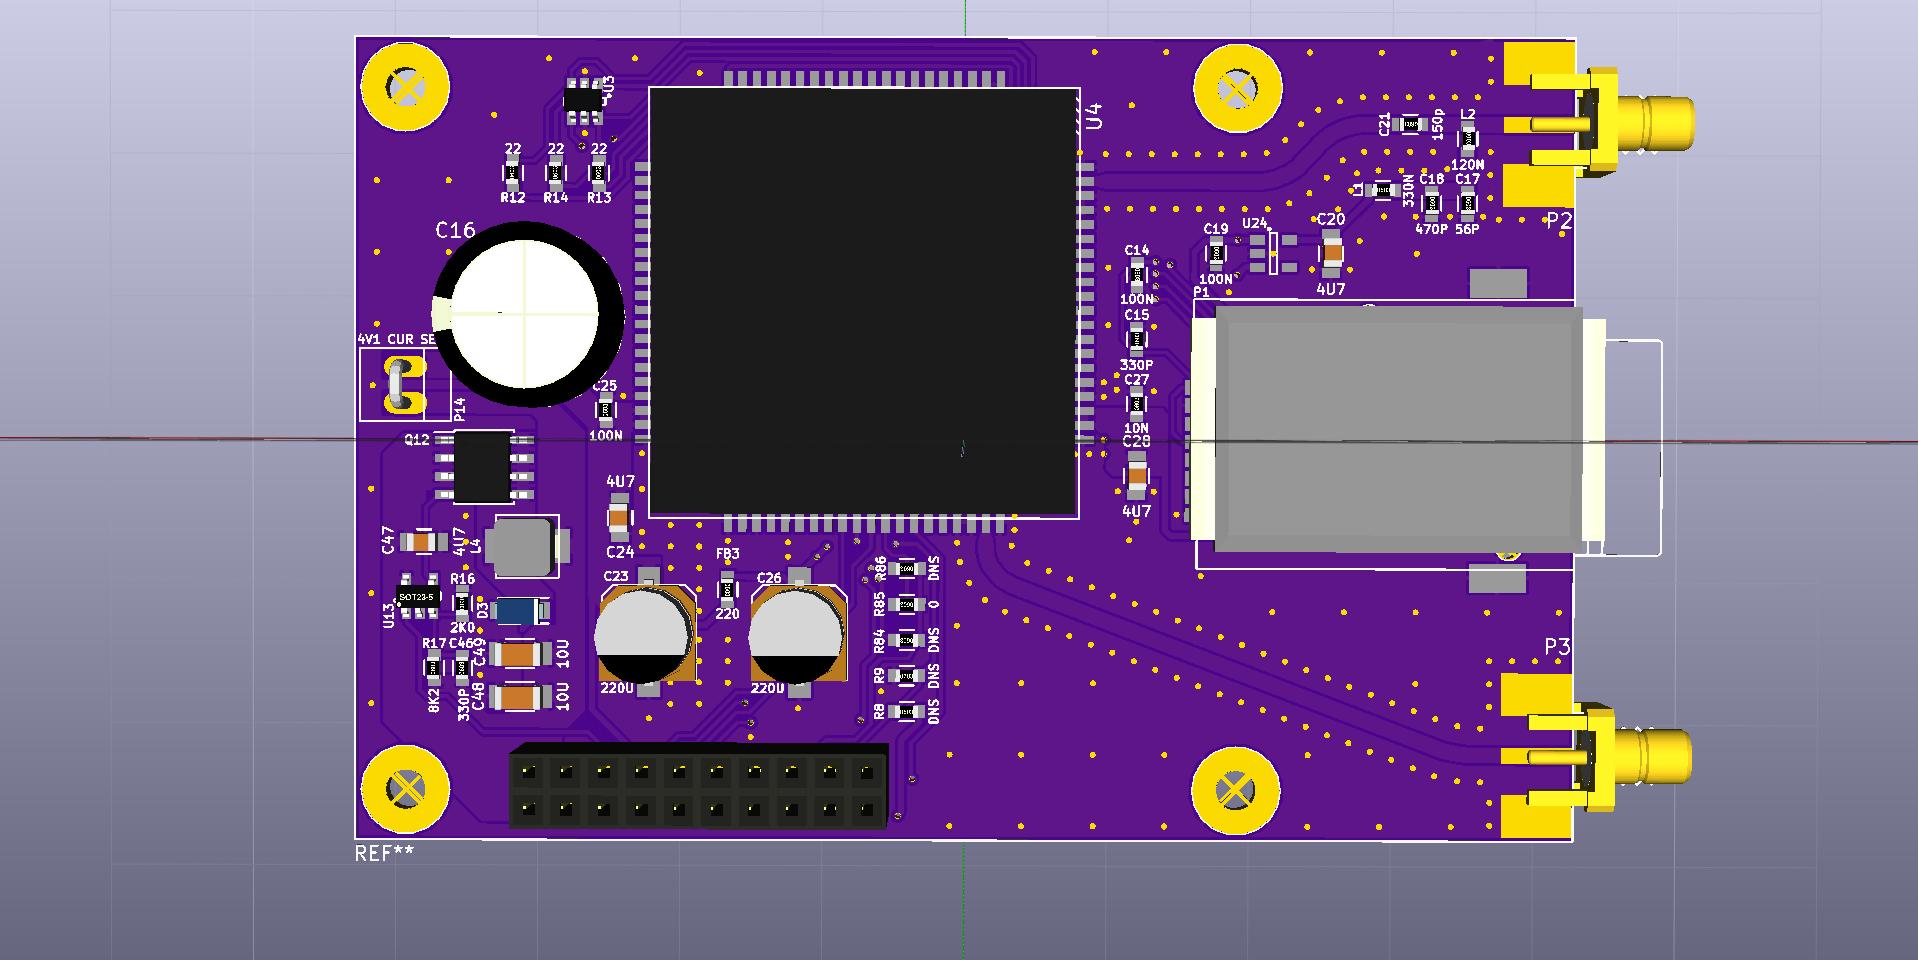 U3
22
22
22
R12
R14
R13
U4
C21
150p
L2
120N
L1
330N
C18
C17
470P
56P
P2
C16
C19
U24
C20
100N
4U7
C14
100N
P1
C15
330P
4V1 CUR SE
P14
C25
100N
C27
10N
C28
4U7
Q12
4U7
C24
C47
4U7
L4
FB3
220
C23
220U
C26
220U
R86
DNS
R85
0
R84
DNS
R9
DNS
R8
DNS
SOT23-5
U13
R16
2K0
D3
R17
C46
8K2
330P
C49
10U
C48
10U
P3
REF**